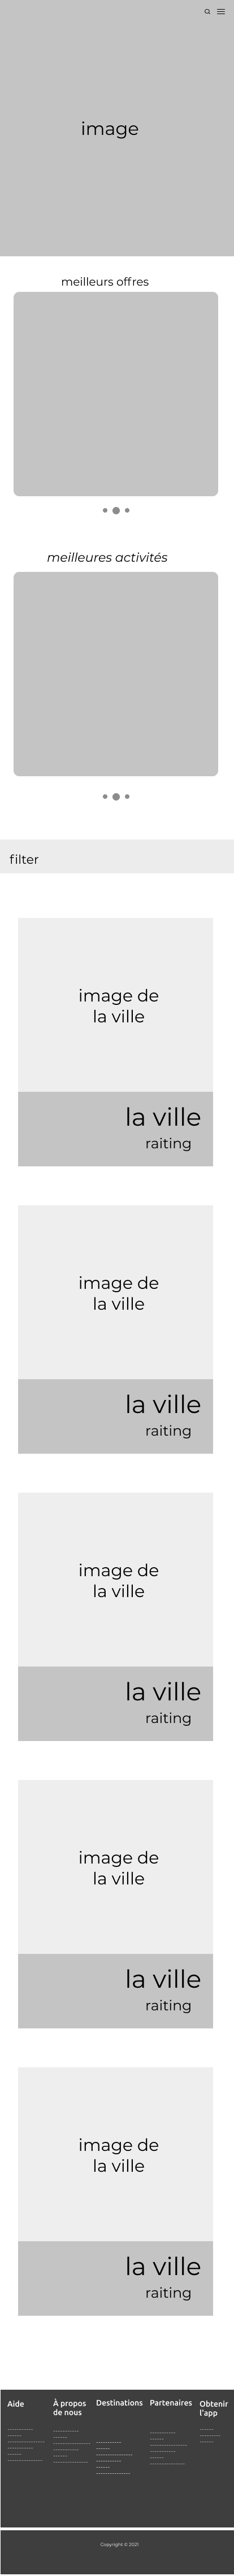 image
meilleurs offres
meilleures activités
filter
image de
la ville
la ville
raiting
image de
la ville
la ville
raiting
image de
la ville
la ville
raiting
image de
la ville
la ville
raiting
image de
la ville
la ville
raiting
Aide
À propos
de nous
Destinations
Partenaires
Obtenir
l'app
Copyright © 2021